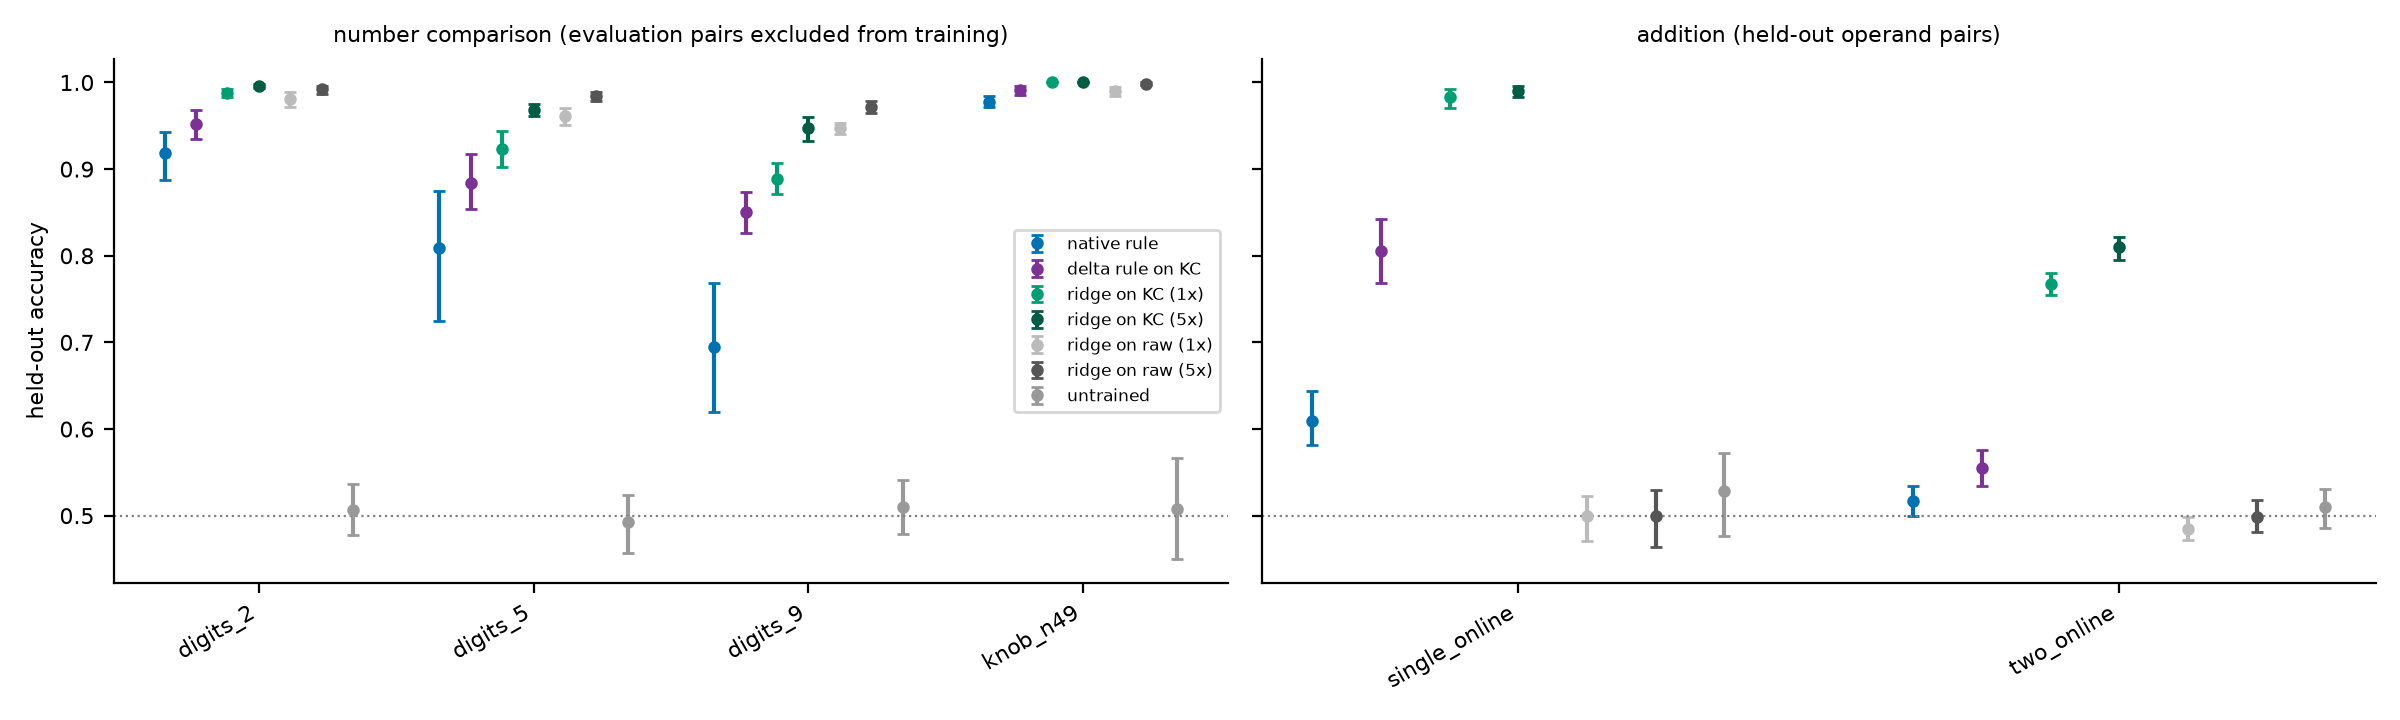 number comparison (evaluation pairs excluded from training)
addition (held-out operand pairs)
held-out accuracy
1.0
0.9
0.8
0.7
0.6
0.5
native rule
delta rule on KC
ridge on KC (1x)
ridge on KC (5x)
ridge on raw (1x)
ridge on raw (5x)
untrained
digits_2
digits_5
digits_9
knob_n49
single_online
two_online